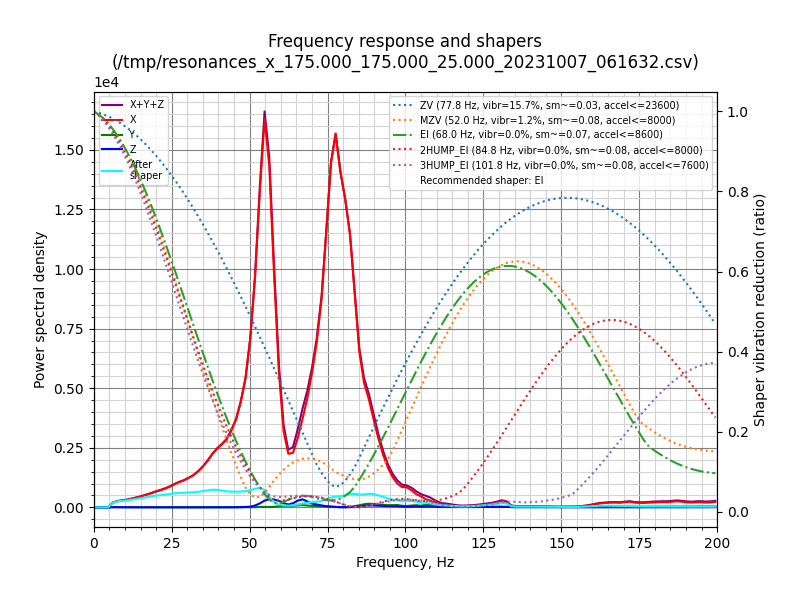 Frequency response and shapers
(/tmp/resonances_x_175.000_175.000_25.000_20231007_061632.csv)
1e4
X+Y+Z
X
Y
Z
After
shaper
ZV (77.8 Hz, vibr=15.7%, sm~=0.03, accel<=23600)
MZV (52.0 Hz, vibr=1.2%, sm~=0.08, accel<=8000)
EI (68.0 Hz, vibr=0.0%, sm~=0.07, accel<=8600)
2HUMP_EI (84.8 Hz, vibr=0.0%, sm~=0.08, accel<=8000)
3HUMP_EI (101.8 Hz, vibr=0.0%, sm~=0.08, accel<=7600)
Recommended shaper: EI
Power spectral density
1.50
1.25
1.00
0.75
0.50
0.25
0.00
0
25
50
75
100
125
150
175
200
Frequency, Hz
1.0
0.8
0.6
0.4
0.2
0.0
Shaper vibration reduction (ratio)